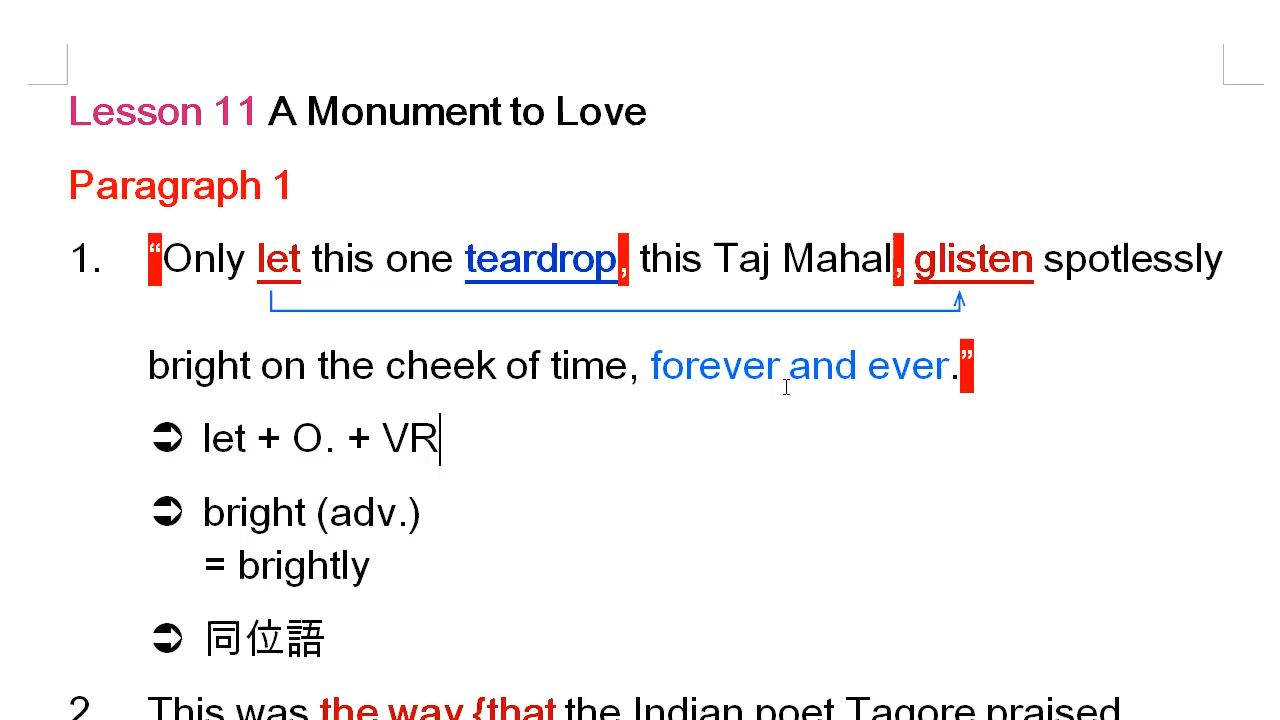 Lesson 11 A Monument to Love
Paragraph 1
1. “Only let this one teardrop, this Taj Mahal, glisten spotlessly
bright on the cheek of time, forever and ever.”
➲ let + O. + VR
➲ bright (adv.)
= brightly
➲ 同位語
2. This was the way {that the Indian poet Tagore praised